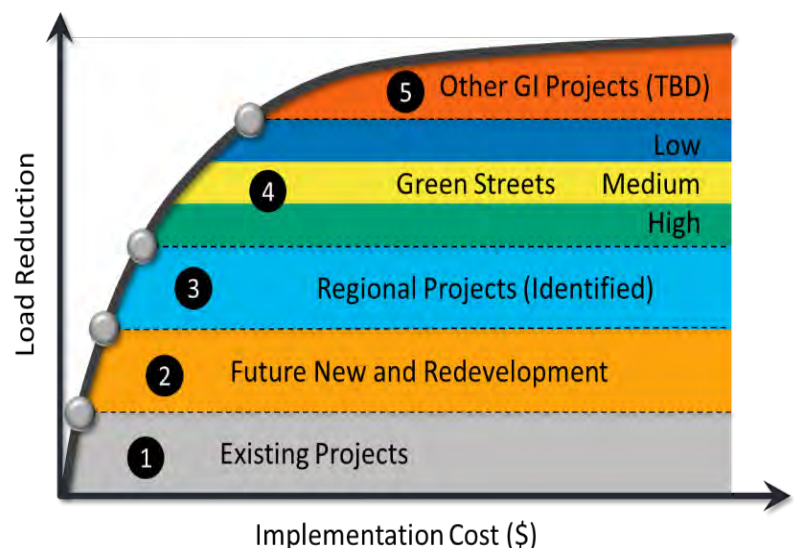 Load Reduction
5 Other GI Projects (TBD)
Low
4 Green Streets Medium
High
3 Regional Projects (Identified)
2 Future New and Redevelopment
1 Existing Projects
Implementation Cost ($)